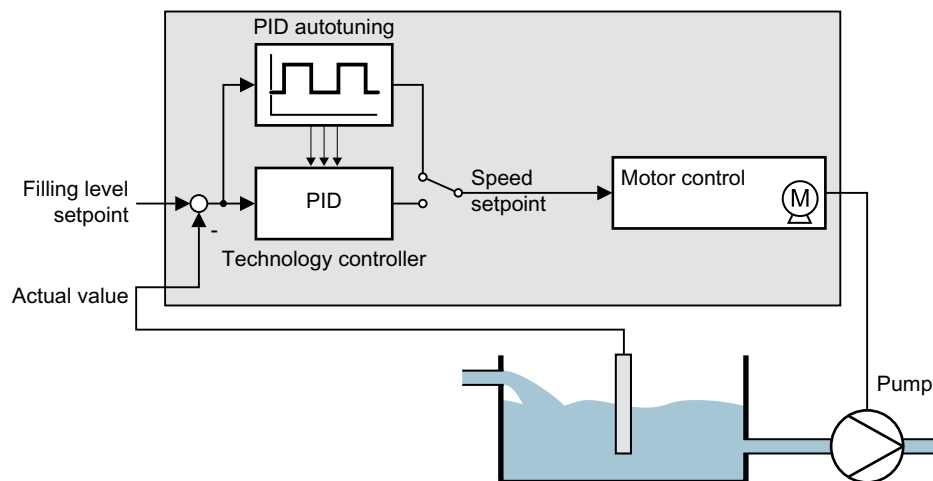 PID autotuning
Filling level
setpoint
PID
Speed
setpoint
Motor control
M
-
Technology controller
Actual value
Pump